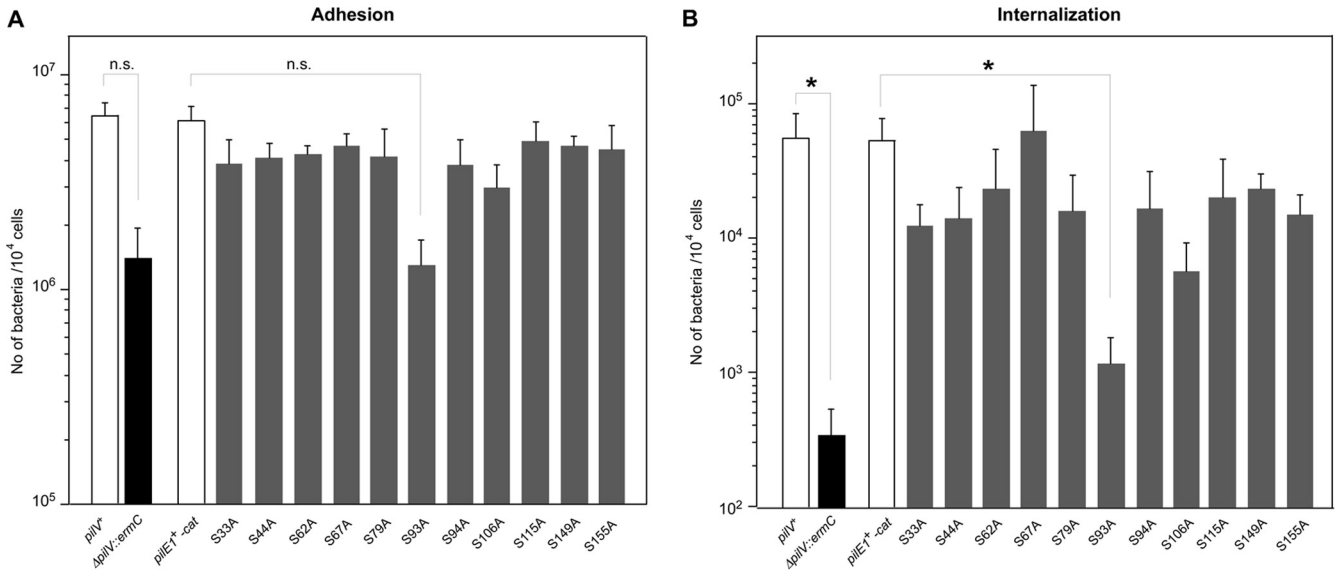 A
Adhesion
No of bacteria /10⁴ cells
10⁷
10⁶
10⁵
n.s.
n.s.
pilV⁺
ΔpilV::ermC
pilE1⁺ -cat
S33A
S44A
S62A
S67A
S79A
S93A
S94A
S106A
S115A
S149A
S155A
B
Internalization
No of bacteria /10⁴ cells
10⁵
10⁴
10³
10²
*
*
pilV⁺
ΔpilV::ermC
pilE1⁺ -cat
S33A
S44A
S62A
S67A
S79A
S93A
S94A
S106A
S115A
S149A
S155A